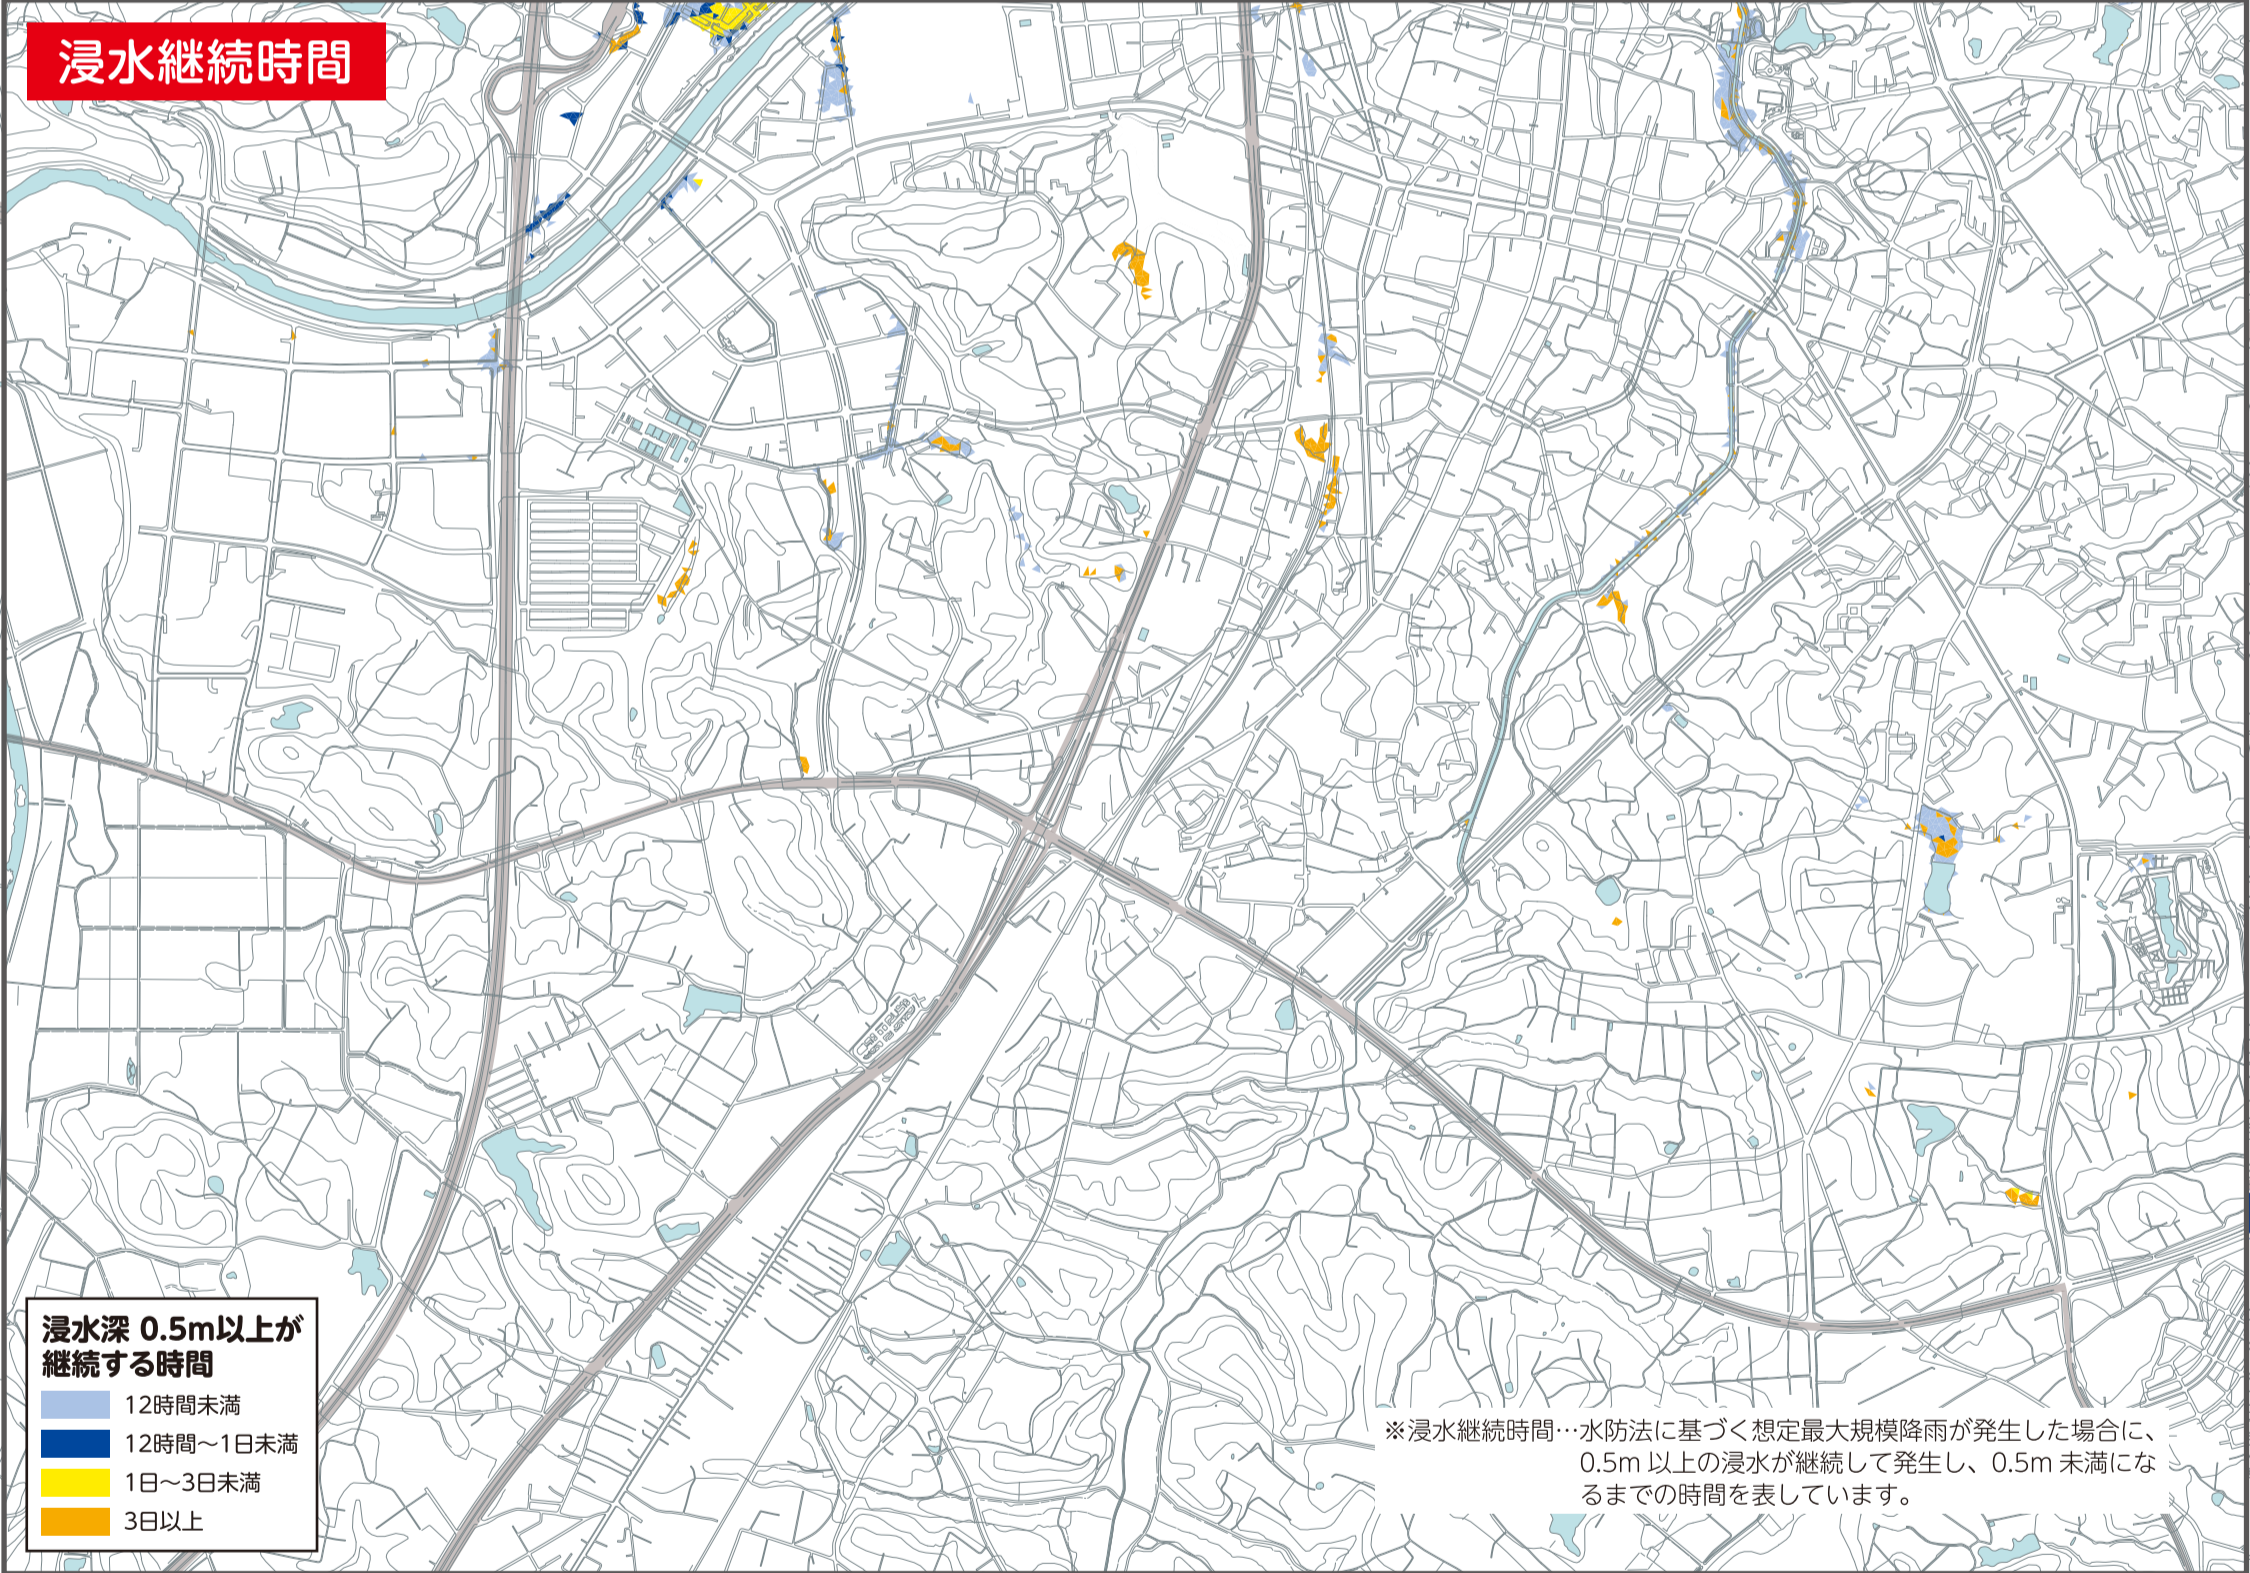 浸水継続時間
浸水深 0.5m以上が
継続する時間
12時間未満
12時間～1日未満
1日～3日未満
3日以上
※浸水継続時間…水防法に基づく想定最大規模降雨が発生した場合に、
0.5m 以上の浸水が継続して発生し、0.5m 未満にな
るまでの時間を表しています。